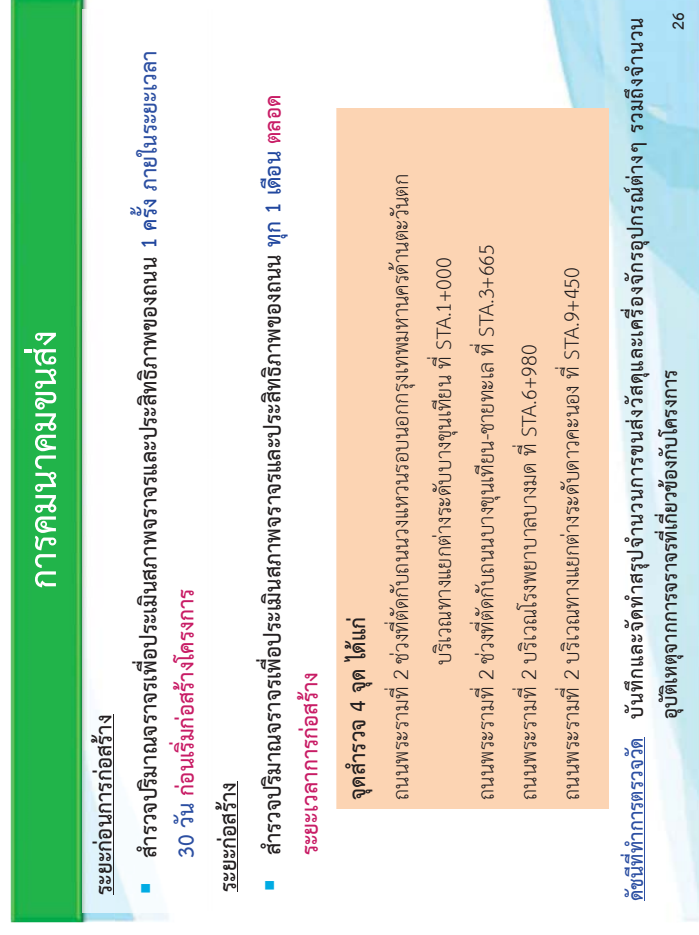 การคมนาคมขนส่ง
ระยะก่อนการก่อสร้าง
▪ สำรวจปริมาณจราจรเพื่อประเมินสภาพจราจรและประสิทธิภาพของถนน 1 ครั้ง ภายในระยะเวลา
30 วัน ก่อนเริ่มก่อสร้างโครงการ
ระยะก่อสร้าง
▪ สำรวจปริมาณจราจรเพื่อประเมินสภาพจราจรและประสิทธิภาพของถนน ทุก 1 เดือน ตลอด
ระยะเวลาการก่อสร้าง
จุดสำรวจ 4 จุด ได้แก่
ถนนพระรามที่ 2 ช่วงที่ตัดกับถนนวงแหวนรอบนอกกรุงเทพมหานครด้านตะวันตก
บริเวณทางแยกต่างระดับบางขุนเทียน ที่ STA.1+000
ถนนพระรามที่ 2 ช่วงที่ตัดกับถนนบางขุนเทียน-ชายทะเล ที่ STA.3+665
ถนนพระรามที่ 2 บริเวณโรงพยาบาลบางมด ที่ STA.6+980
ถนนพระรามที่ 2 บริเวณทางแยกต่างระดับดาวคะนอง ที่ STA.9+450
ดัชนีที่ทำการตรวจวัด บันทึกและจัดทำสรุปจำนวนการขนส่งวัสดุและเครื่องจักรอุปกรณ์ต่างๆ รวมถึงจำนวน
อุบัติเหตุจากการจราจรที่เกี่ยวข้องกับโครงการ
26